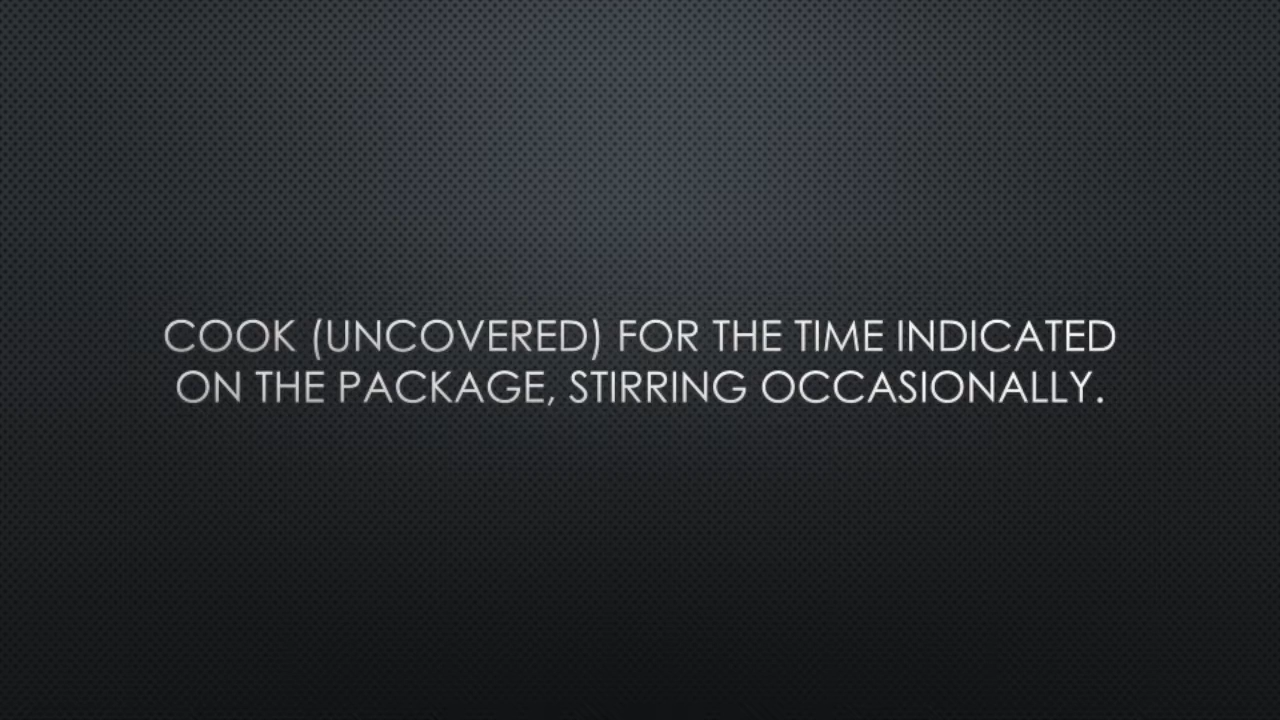 COOK (UNCOVERED) FOR THE TIME INDICATED
ON THE PACKAGE, STIRRING OCCASIONALLY.